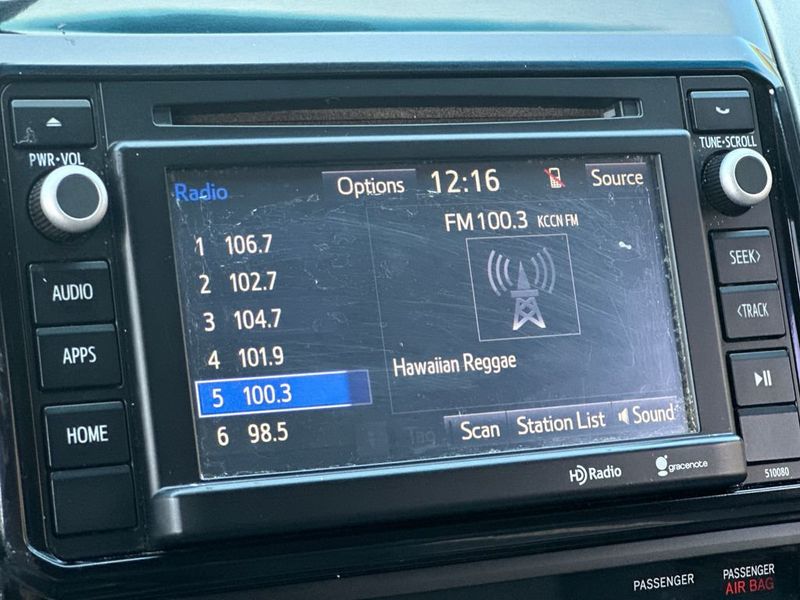 PWR•VOL
TUNE•SCROLL
Radio
Options
12:16
Source
FM 100.3 KCCN FM
1 106.7
2 102.7
3 104.7
4 101.9
5 100.3
6 98.5
Hawaiian Reggae
Scan
Station List
Sound
AUDIO
APPS
HOME
SEEK>
<TRACK
HD Radio
gracenote
510080
PASSENGER
PASSENGER
AIR BAG